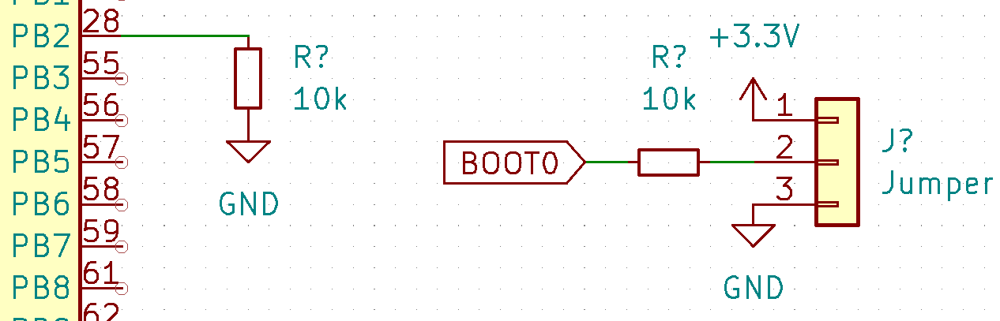 PB1
28
PB2
55
PB3
56
PB4
57
PB5
58
PB6
59
PB7
61
PB8
62
R?
10k
GND
BOOT0
R?
10k
+3.3V
1
2
3
GND
J?
Jumper